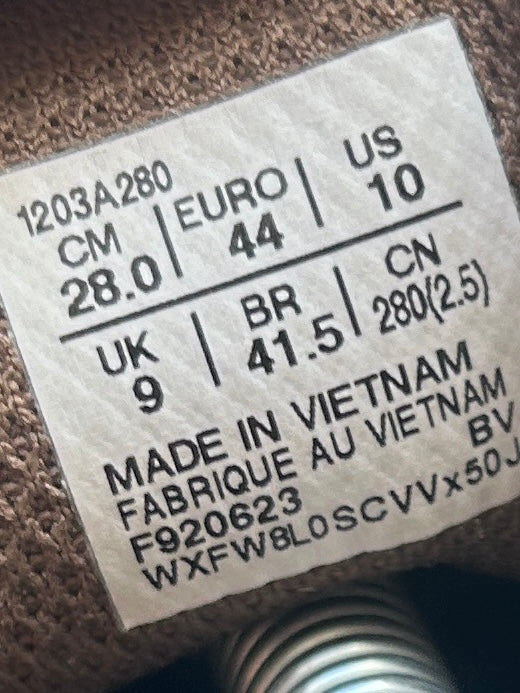 1203A280
CM EURO US
28.0 44 10
UK BR CN
9 41.5 280(2.5)
MADE IN VIETNAM
FABRIQUE AU VIETNAM
F920623 BV
WXFW8L0SCVVx50J